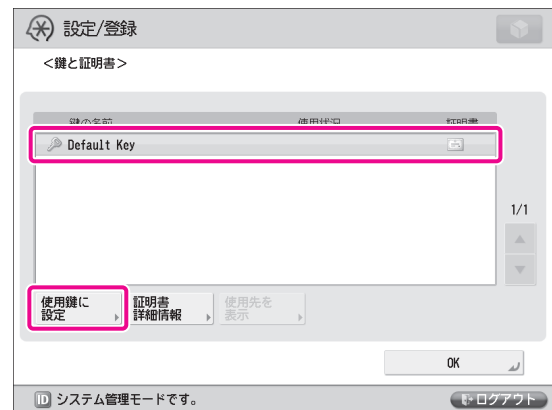 設定/登録
<鍵と証明書>
鍵の名前 使用状況 証明書
Default Key
1/1
使用鍵に
設定
証明書
詳細情報
使用先を
表示
OK
ID システム管理モードです。
ログアウト